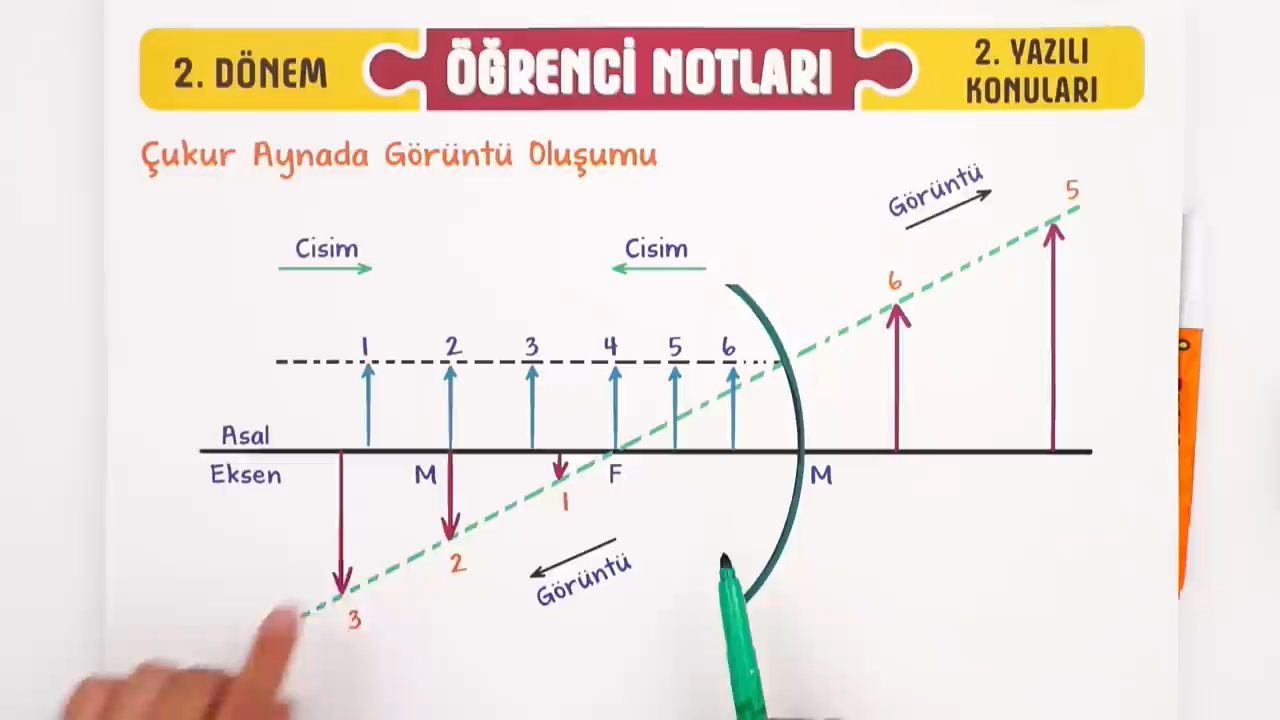 2. DÖNEM
ÖĞRENCİ NOTLARI
2. YAZILI
KONULARI
Çukur Aynada Görüntü Oluşumu
Görüntü
5
Cisim
Cisim
6
1 2 3 4 5 6
Asal
Eksen
M
F
M
1
2
Görüntü
3